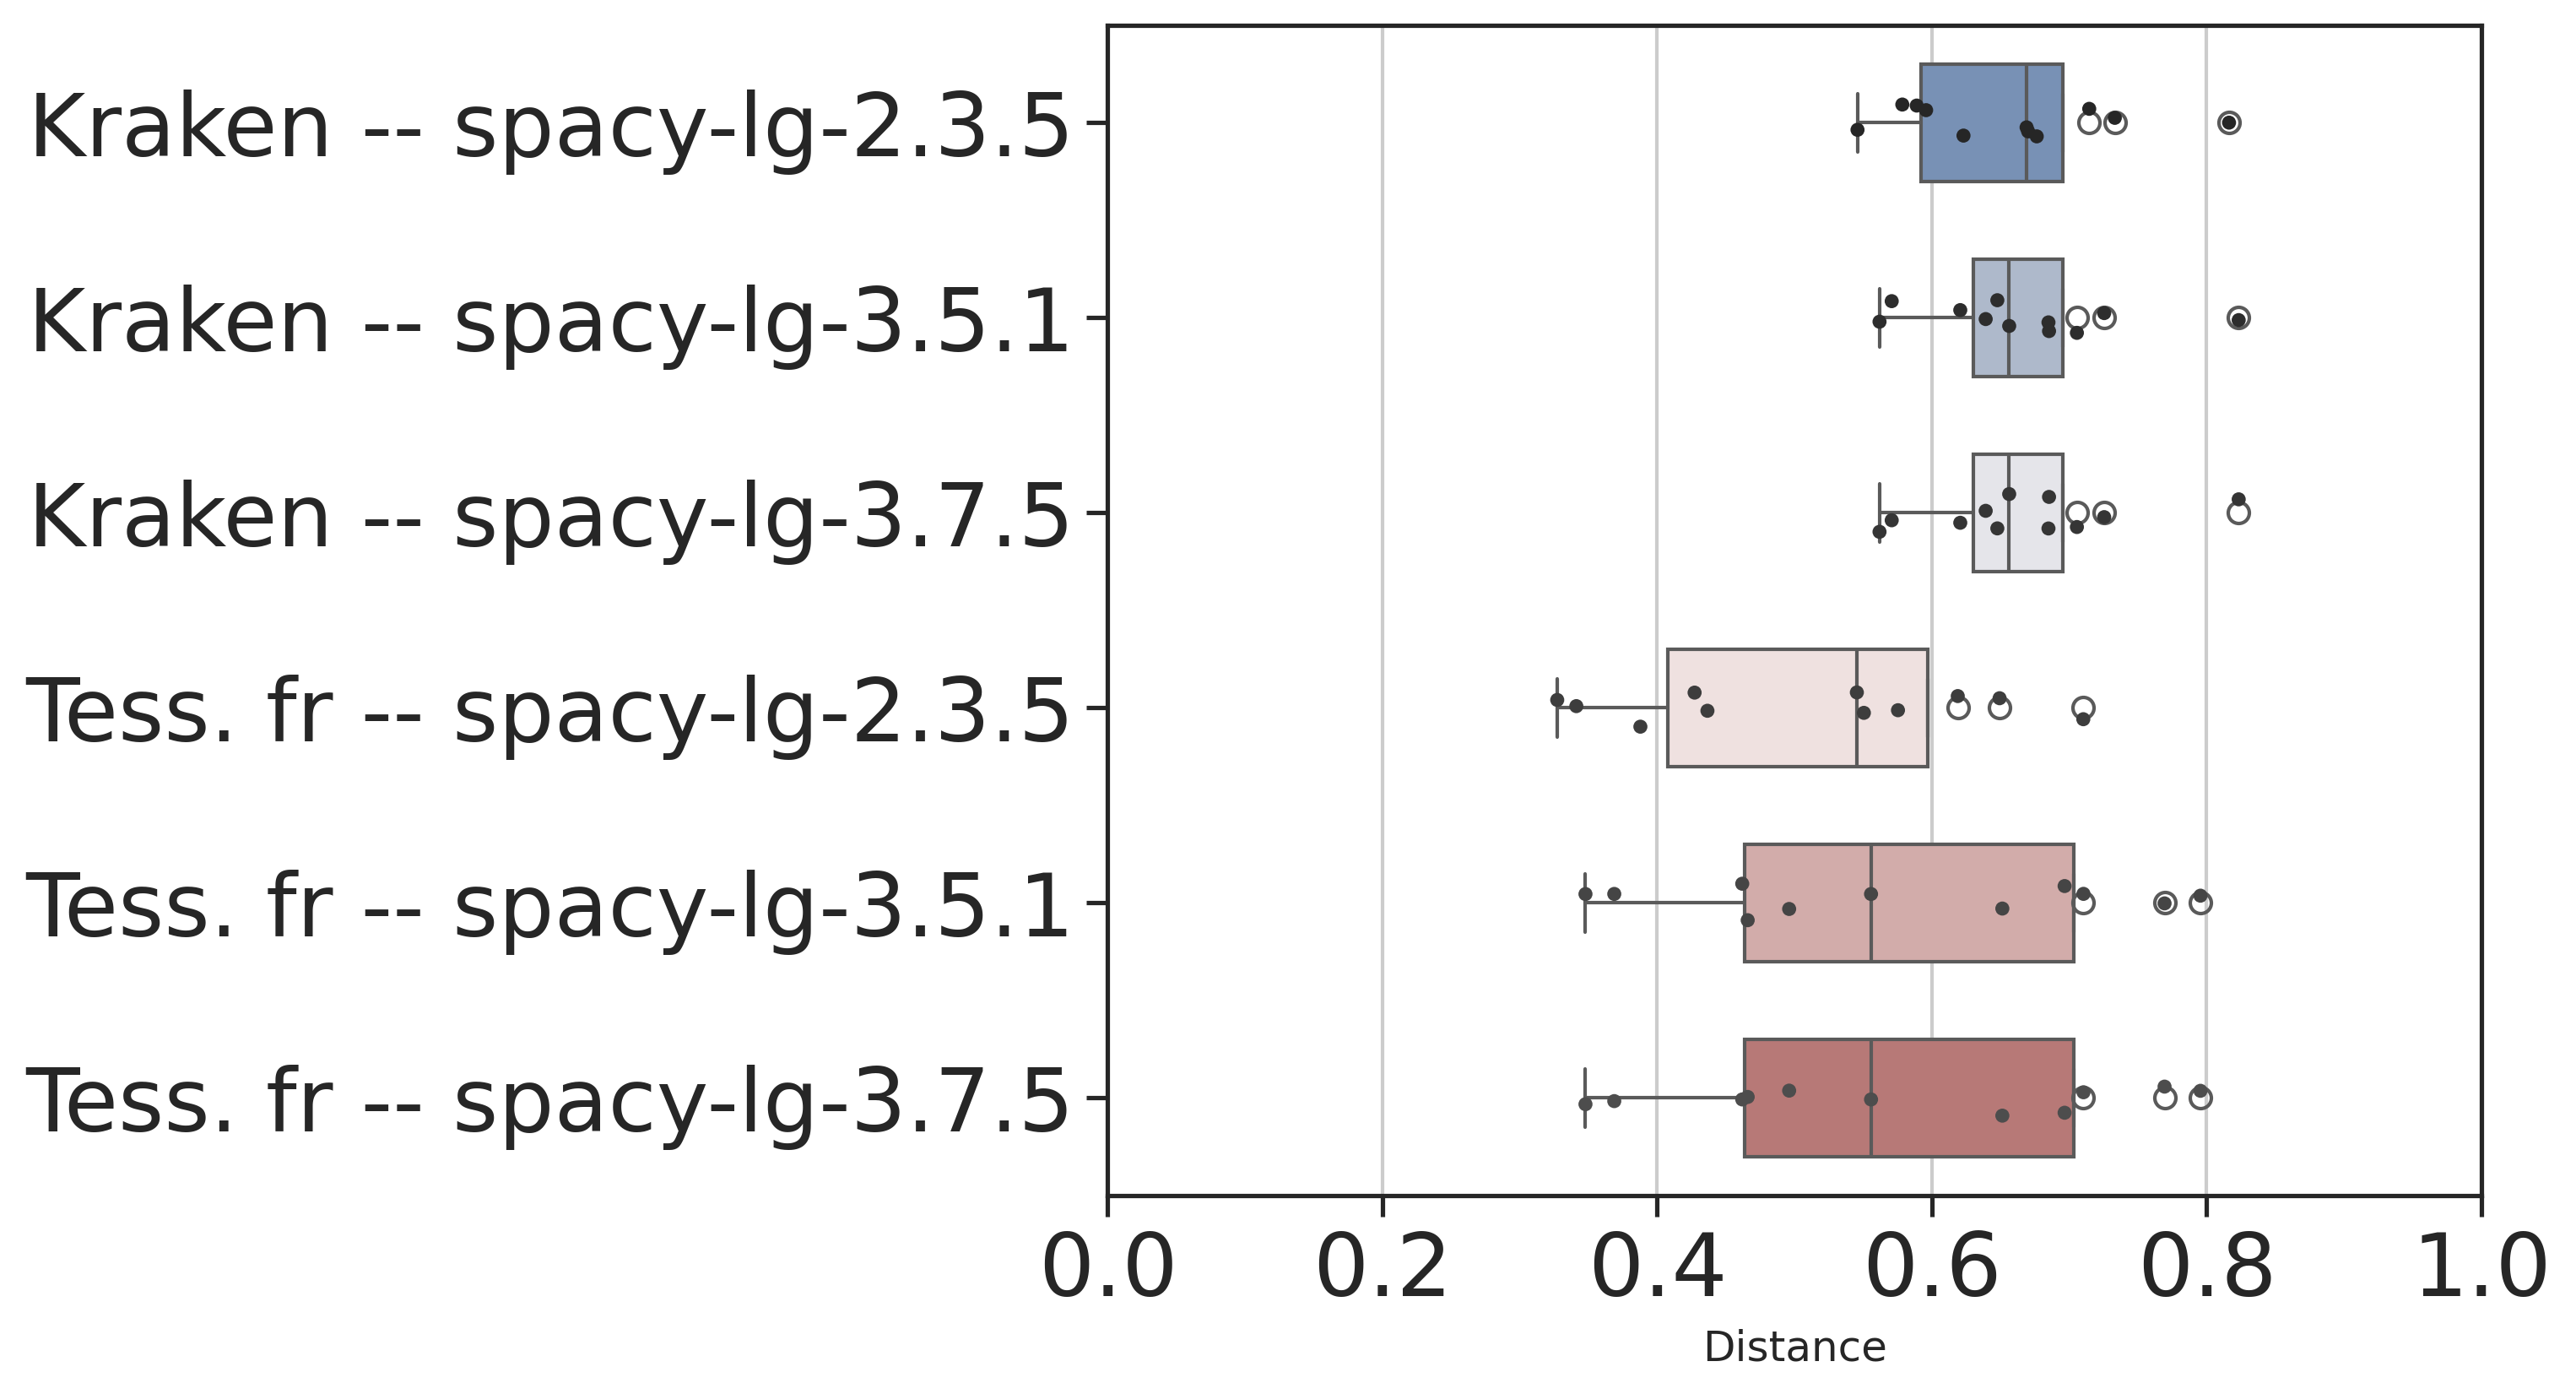 Kraken -- spacy-lg-2.3.5
Kraken -- spacy-lg-3.5.1
Kraken -- spacy-lg-3.7.5
Tess. fr -- spacy-lg-2.3.5
Tess. fr -- spacy-lg-3.5.1
Tess. fr -- spacy-lg-3.7.5
0.0 0.2 0.4 0.6 0.8 1.0
Distance